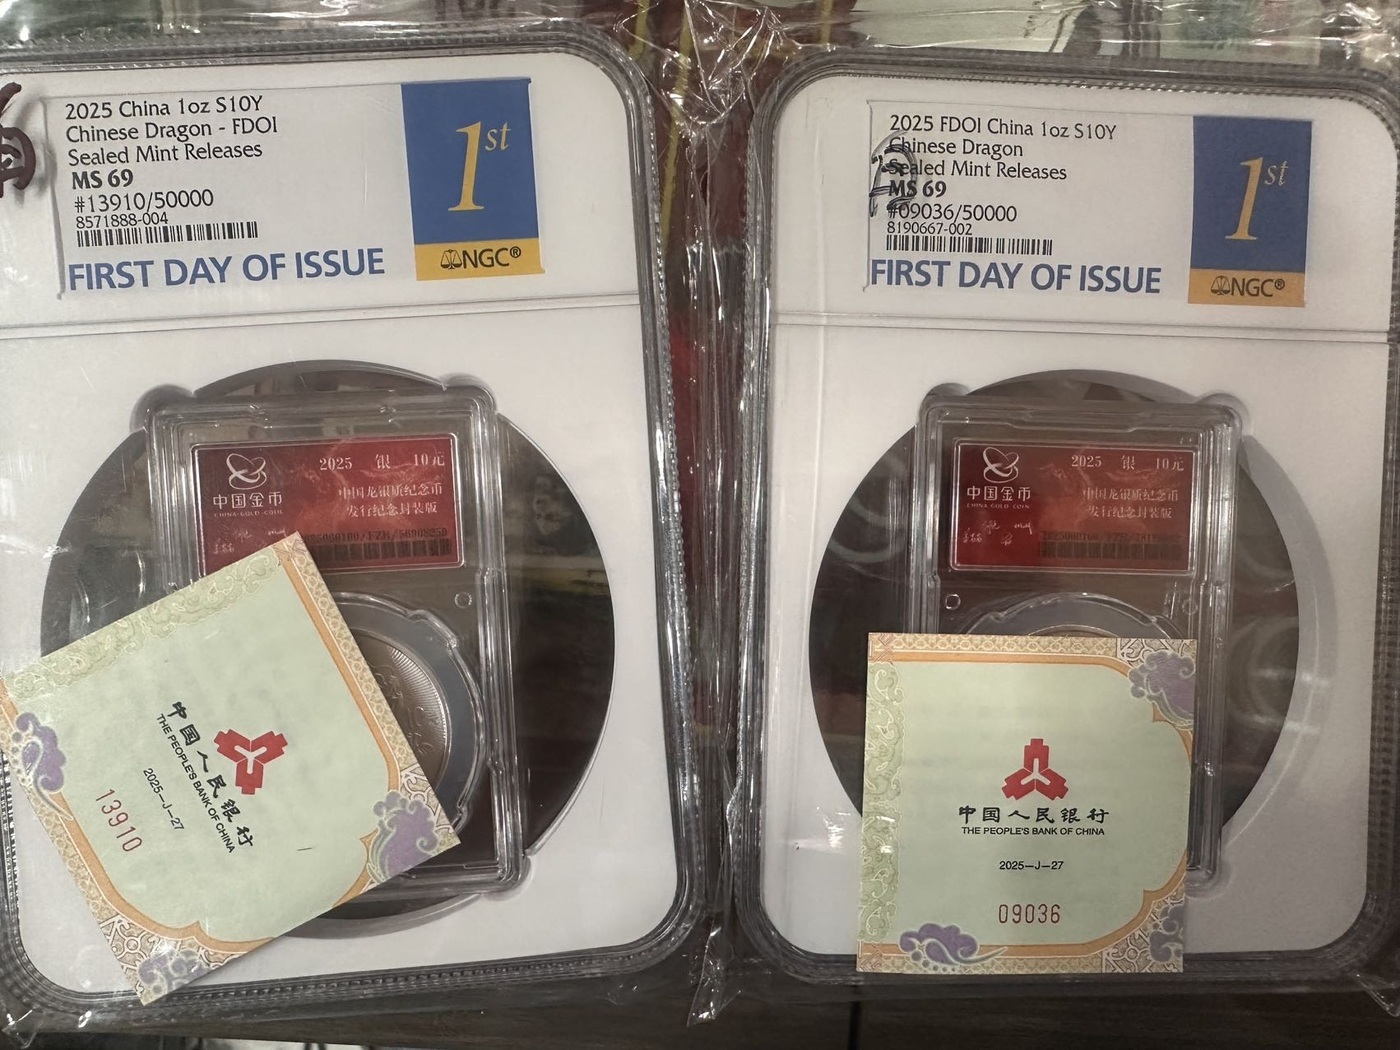 2025 China 1oz S10Y
Chinese Dragon - FDOI
Sealed Mint Releases
MS 69
#13910/50000
8571888-004
FIRST DAY OF ISSUE
1st
NGC®
中国金币
CHINA GOLD COIN
2025 银 10元
中国龙银质纪念币
发行纪念封装版
中国人民银行
THE PEOPLE'S BANK OF CHINA
2025—J—27
13910
2025 FDOI China 1oz S10Y
Chinese Dragon
Sealed Mint Releases
MS 69
#09036/50000
8190667-002
FIRST DAY OF ISSUE
1st
NGC®
中国金币
CHINA GOLD COIN
2025 银 10元
中国龙银质纪念币
发行纪念封装版
中国人民银行
THE PEOPLE'S BANK OF CHINA
2025—J—27
09036